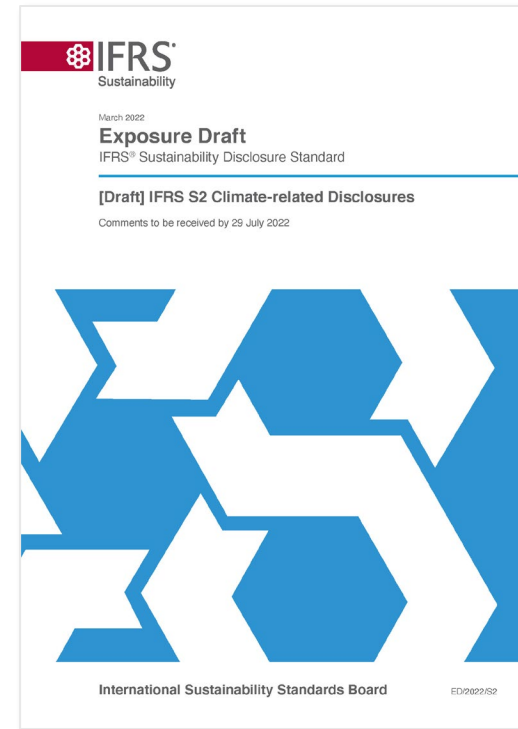 IFRS®
Sustainability
March 2022
Exposure Draft
IFRS® Sustainability Disclosure Standard
[Draft] IFRS S2 Climate-related Disclosures
Comments to be received by 29 July 2022
International Sustainability Standards Board
ED/2022/S2